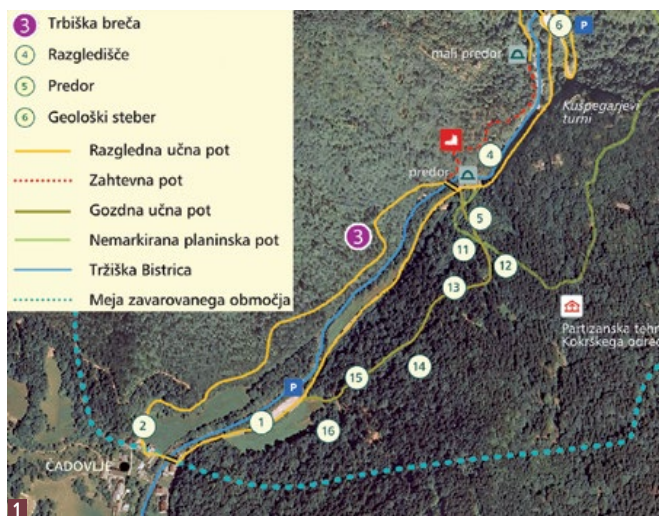 3 Trbiška breča
4 Razgledišče
5 Predor
6 Geološki steber
Razgledna učna pot
Zahtevna pot
Gozdna učna pot
Nemarkirana planinska pot
Tržiška Bistrica
Meja zavarovanega območja
6 P
mali predor
Kušpegarjevi
turni
4
predor
5
3
11
12
13
Partizanska tehn
Kokrškega odred
P
15
14
2
1
16
ČADOVLJE
1